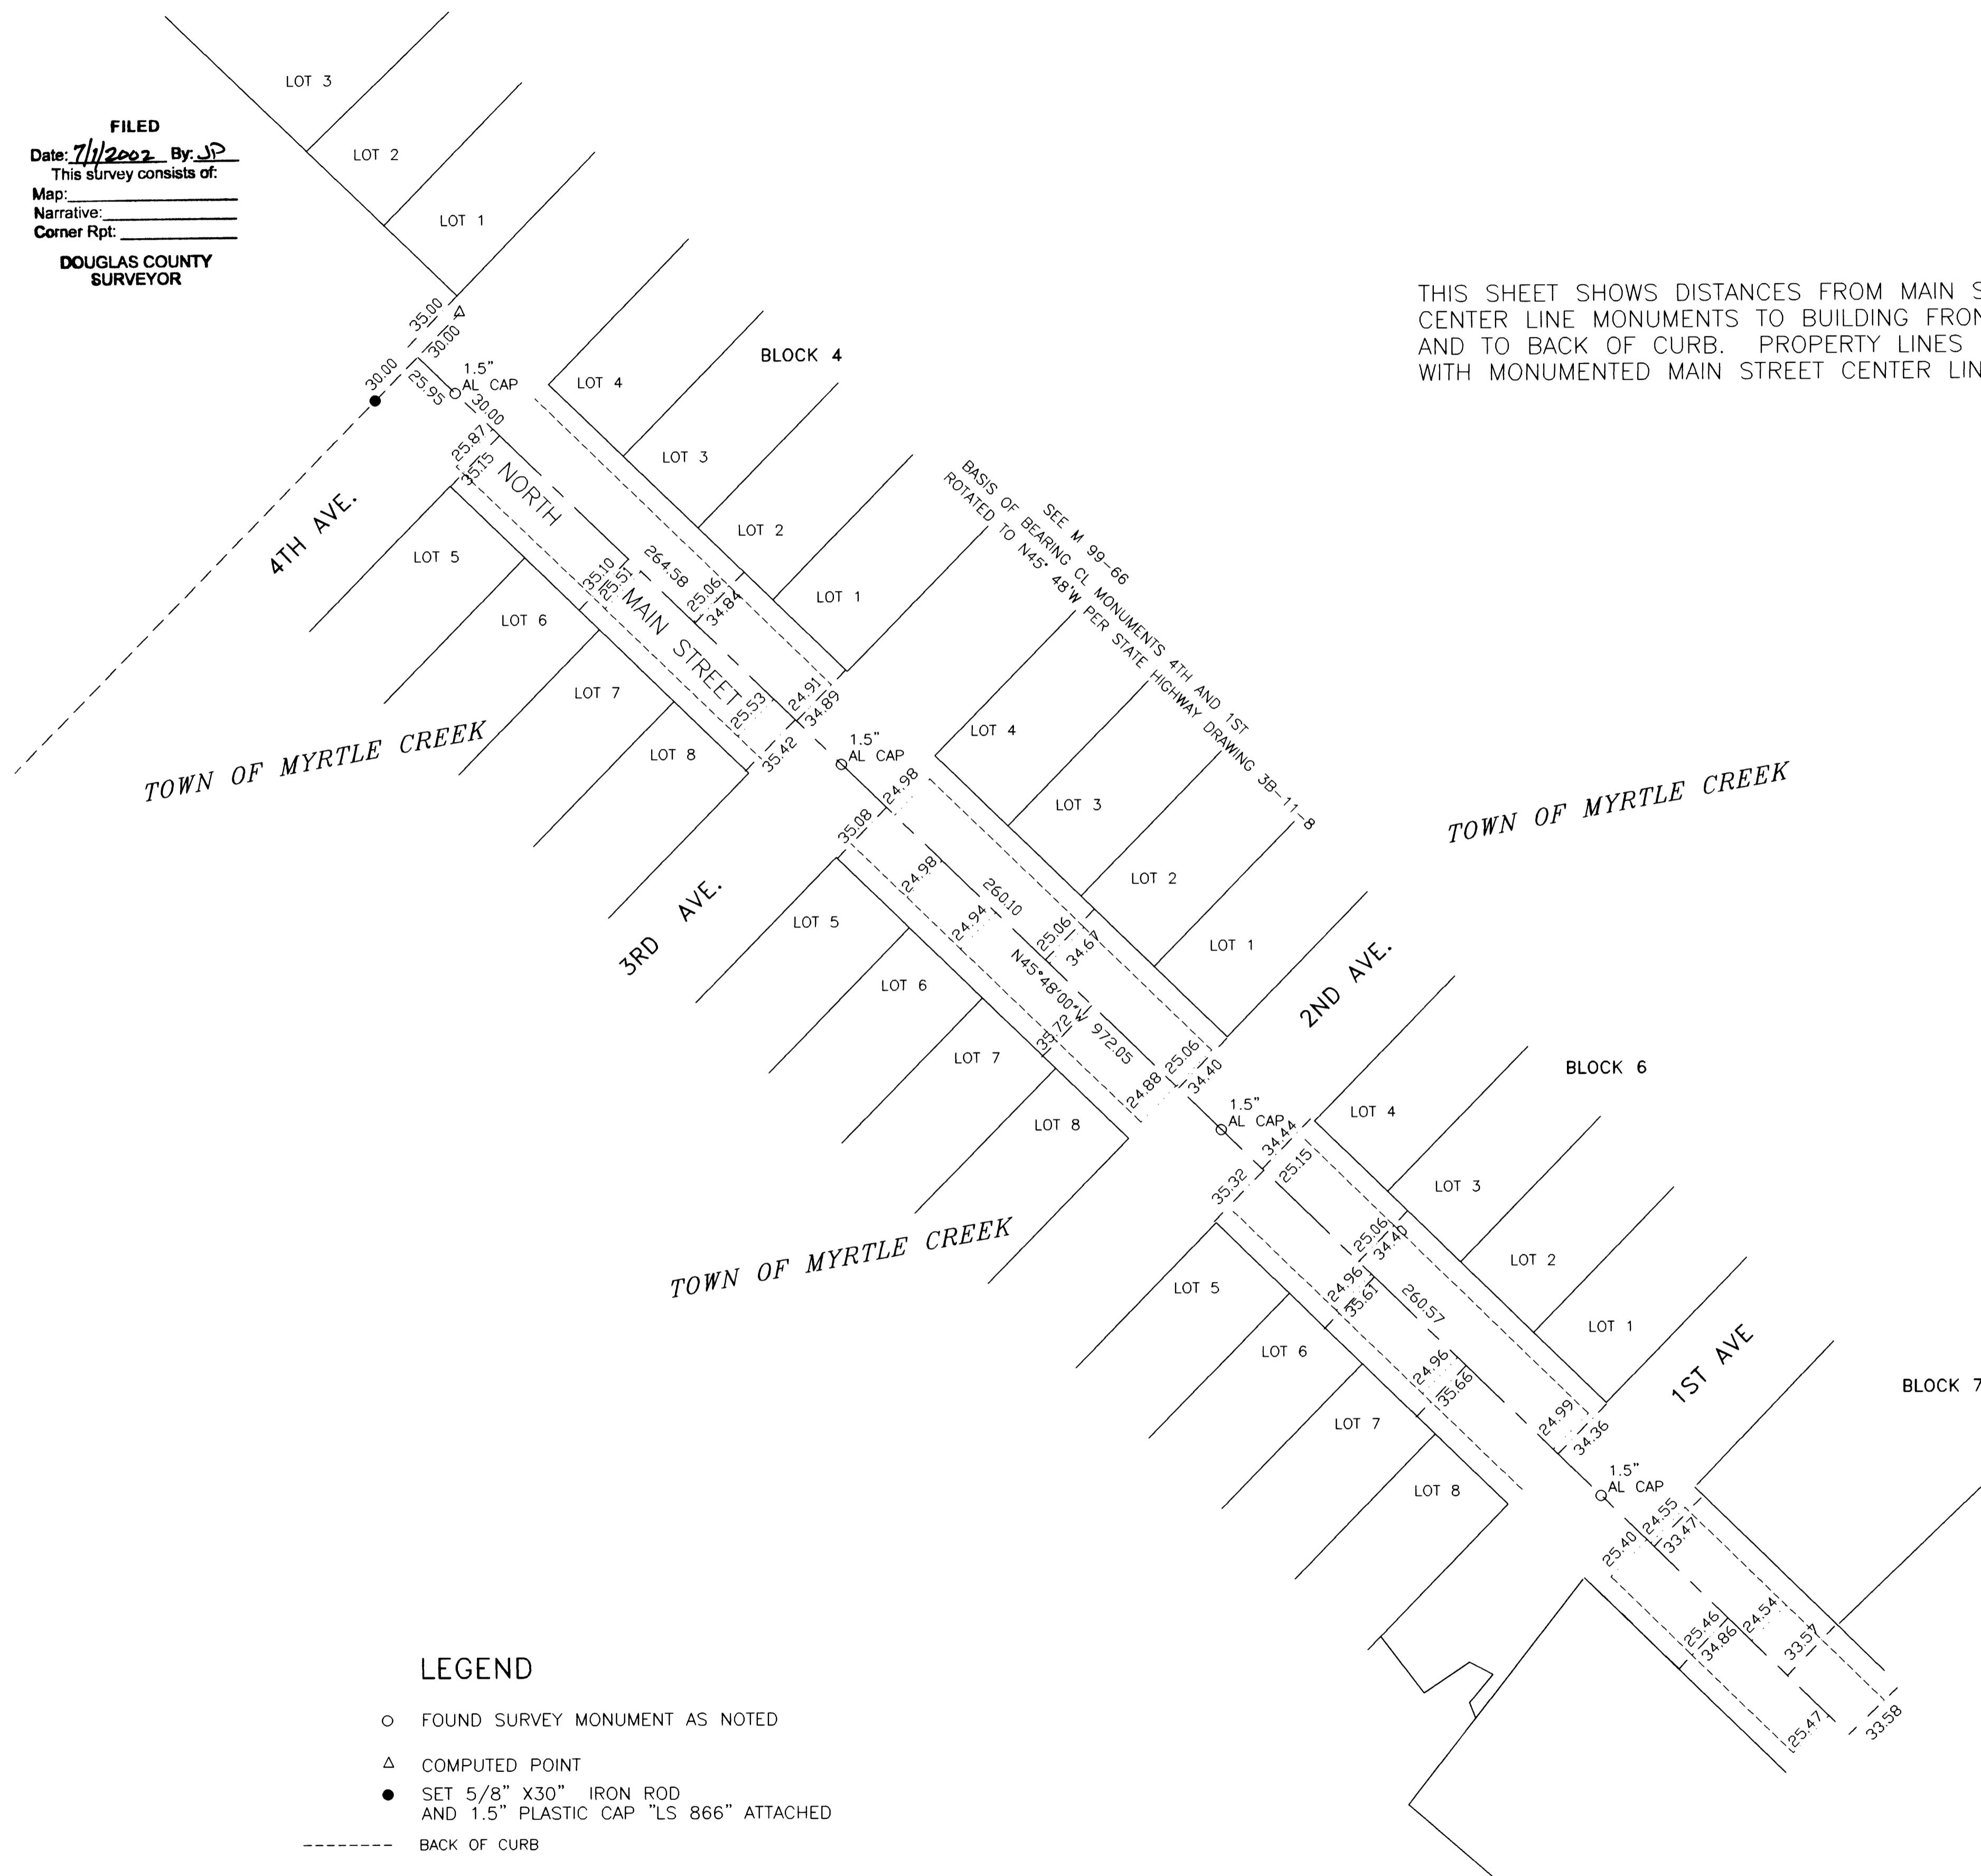 FILED
Date: 7/1/2002 By: JP
This survey consists of:
Map:
Narrative:
Corner Rpt:
DOUGLAS COUNTY
SURVEYOR
THIS SHEET SHOWS DISTANCES FROM MAIN S
CENTER LINE MONUMENTS TO BUILDING FRON
AND TO BACK OF CURB. PROPERTY LINES
WITH MONUMENTED MAIN STREET CENTER LIN
LOT 3
LOT 2
LOT 1
35.00
30.00
30.00
25.95
1.5"
AL CAP
30.00
25.87
35.15
BLOCK 4
LOT 4
LOT 3
LOT 2
LOT 1
4TH AVE.
NORTH
MAIN STREET
264.58
35.10
25.51
25.06
34.84
25.53
24.91
34.89
35.42
LOT 5
LOT 6
LOT 7
LOT 8
TOWN OF MYRTLE CREEK
SEE M 99-66
BASIS OF BEARING CL MONUMENTS 4TH AND 1ST
ROTATED TO N45° 48'W PER STATE HIGHWAY DRAWING 3B-11-8
1.5"
AL CAP
24.98
35.08
24.98
24.94
260.10
25.06
34.67
N45°48'00"W 972.05
35.72
24.88
25.06
34.40
LOT 4
LOT 3
LOT 2
LOT 1
TOWN OF MYRTLE CREEK
3RD AVE.
LOT 5
LOT 6
LOT 7
LOT 8
2ND AVE.
1.5"
AL CAP
34.44
25.15
35.32
BLOCK 6
LOT 4
LOT 3
LOT 2
LOT 1
25.06
34.40
24.96
35.61
260.57
24.96
35.66
24.99
34.36
TOWN OF MYRTLE CREEK
LOT 5
LOT 6
LOT 7
LOT 8
1ST AVE
BLOCK 7
1.5"
AL CAP
24.55
33.47
25.40
25.46
34.86
24.54
33.57
25.47
33.58
LEGEND
FOUND SURVEY MONUMENT AS NOTED
COMPUTED POINT
SET 5/8" X30" IRON ROD
AND 1.5" PLASTIC CAP "LS 866" ATTACHED
BACK OF CURB